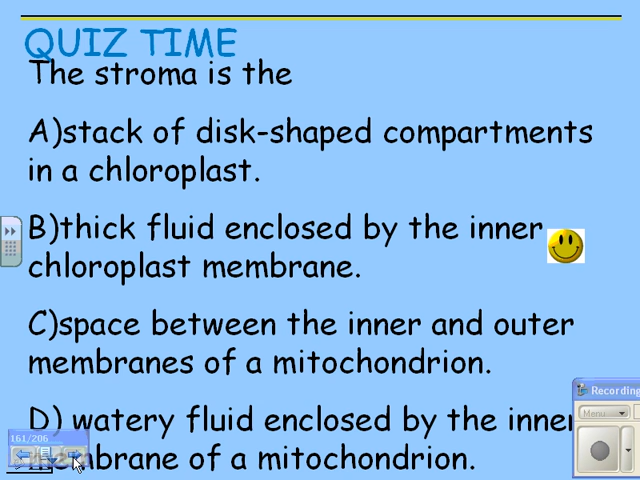 QUIZ TIME
The stroma is the
A)stack of disk-shaped compartments
in a chloroplast.
B)thick fluid enclosed by the inner
chloroplast membrane.
C)space between the inner and outer
membranes of a mitochondrion.
Recording
Menu
D) watery fluid enclosed by the inner
161/206
membrane of a mitochondrion.